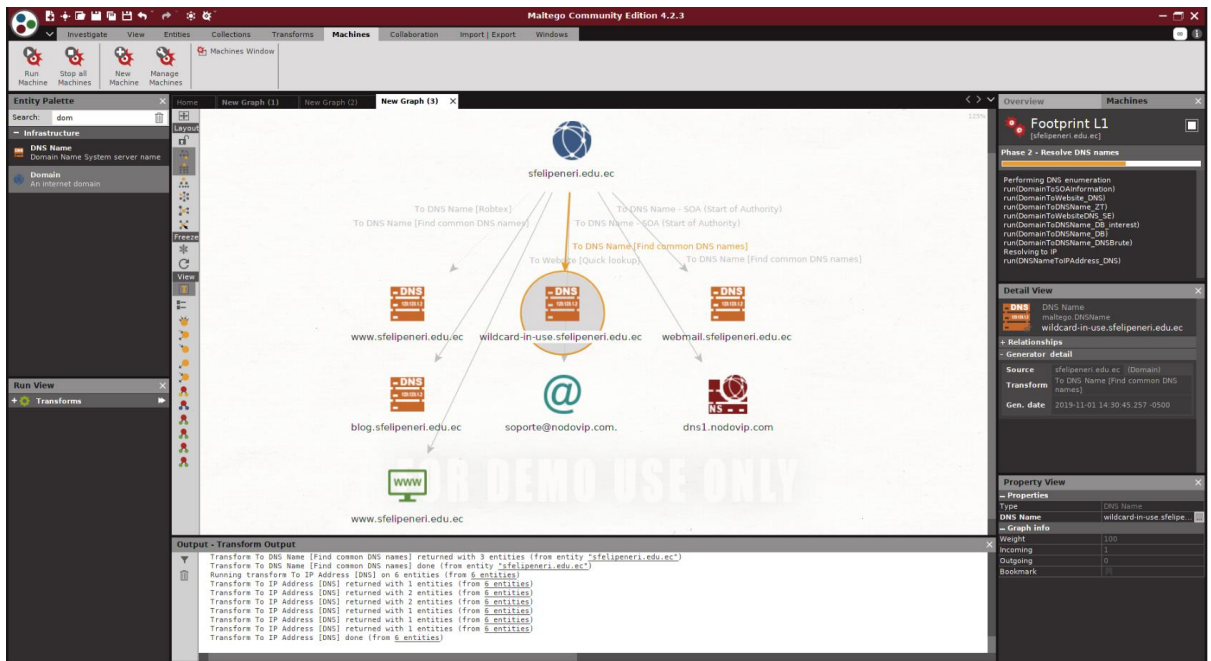 Maltego Community Edition 4.2.3
Investigate View Entities Collections Transforms Machines Collaboration Import | Export Windows
Run Machine
Stop all Machines
New Machine
Manage Machines
Machines Window
Entity Palette
Search: dom
Infrastructure
DNS Name
Domain Name System server name
Domain
An internet domain
Run View
Transforms
Home New Graph (1) New Graph (2) New Graph (3)
Layout
Freeze
View
125%
sfelipeneri.edu.ec
To DNS Name [Robtex]
To DNS Name - SOA (Start of Authority)
To DNS Name [Find common DNS names]
To DNS Name - SOA (Start of Authority)
To DNS Name [Find common DNS names]
To Website [Quick lookup]
To DNS Name [Find common DNS names]
DNS
DNS
DNS
www.sfelipeneri.edu.ec
wildcard-in-use.sfelipeneri.edu.ec
webmail.sfelipeneri.edu.ec
DNS
@
NS
blog.sfelipeneri.edu.ec
soporte@nodovip.com.
dns1.nodovip.com
www
www.sfelipeneri.edu.ec
FOR DEMO USE ONLY
Output - Transform Output
Transform To DNS Name [Find common DNS names] returned with 3 entities (from entity "sfelipeneri.edu.ec")
Transform To DNS Name [Find common DNS names] done (from entity "sfelipeneri.edu.ec")
Running transform To IP Address [DNS] on 6 entities (from 6 entities)
Transform To IP Address [DNS] returned with 1 entities (from 6 entities)
Transform To IP Address [DNS] returned with 2 entities (from 6 entities)
Transform To IP Address [DNS] returned with 2 entities (from 6 entities)
Transform To IP Address [DNS] returned with 1 entities (from 6 entities)
Transform To IP Address [DNS] returned with 1 entities (from 6 entities)
Transform To IP Address [DNS] returned with 1 entities (from 6 entities)
Transform To IP Address [DNS] done (from 6 entities)
Overview Machines
Footprint L1
[sfelipeneri.edu.ec]
Phase 2 - Resolve DNS names
Performing DNS enumeration
run(DomainToSOAInformation)
run(DomainToWebsite_DNS)
run(DomainToDNSName_ZT)
run(DomainToWebsiteDNS_SE)
run(DomainToDNSName_DB_interest)
run(DomainToDNSName_DB)
run(DomainToDNSName_DNSBrute)
Resolving to IP
run(DNSNameToIPAddress_DNS)
Detail View
DNS
DNS Name
maltego.DNSName
wildcard-in-use.sfelipeneri.edu.ec
+ Relationships
- Generator detail
Source sfelipeneri.edu.ec (Domain)
Transform To DNS Name [Find common DNS names]
Gen. date 2019-11-01 14:30:45.257 -0500
Property View
Properties
Type DNS Name
DNS Name wildcard-in-use.sfelipe...
Graph info
Weight 100
Incoming 1
Outgoing 0
Bookmark